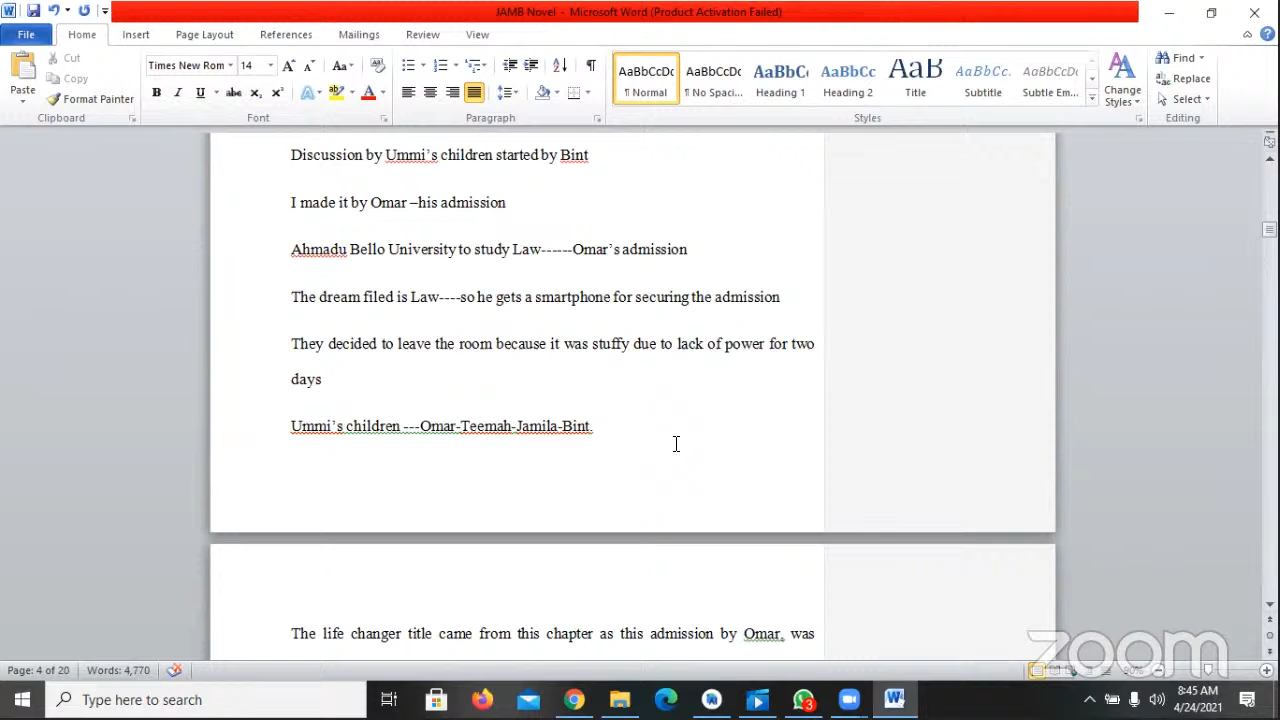 JAMB Novel - Microsoft Word (Product Activation Failed)
File Home Insert Page Layout References Mailings Review View
Paste
Cut
Copy
Format Painter
Clipboard
Times New Rom 14
Font
Paragraph
AaBbCcDc AaBbCcDc AaBbC AaBbCc AaB AaBbCc. AaBbCcDc
¶ Normal ¶ No Spaci... Heading 1 Heading 2 Title Subtitle Subtle Em...
Change
Styles
Styles
Find
Replace
Select
Editing
Discussion by Ummi's children started by Bint
I made it by Omar –his admission
Ahmadu Bello University to study Law------Omar's admission
The dream filed is Law----so he gets a smartphone for securing the admission
They decided to leave the room because it was stuffy due to lack of power for two
days
Ummi's children ---Omar-Teemah-Jamila-Bint.
The life changer title came from this chapter as this admission by Omar, was
zoom
Page: 4 of 20 Words: 4,770
Type here to search
3
8:45 AM
4/24/2021